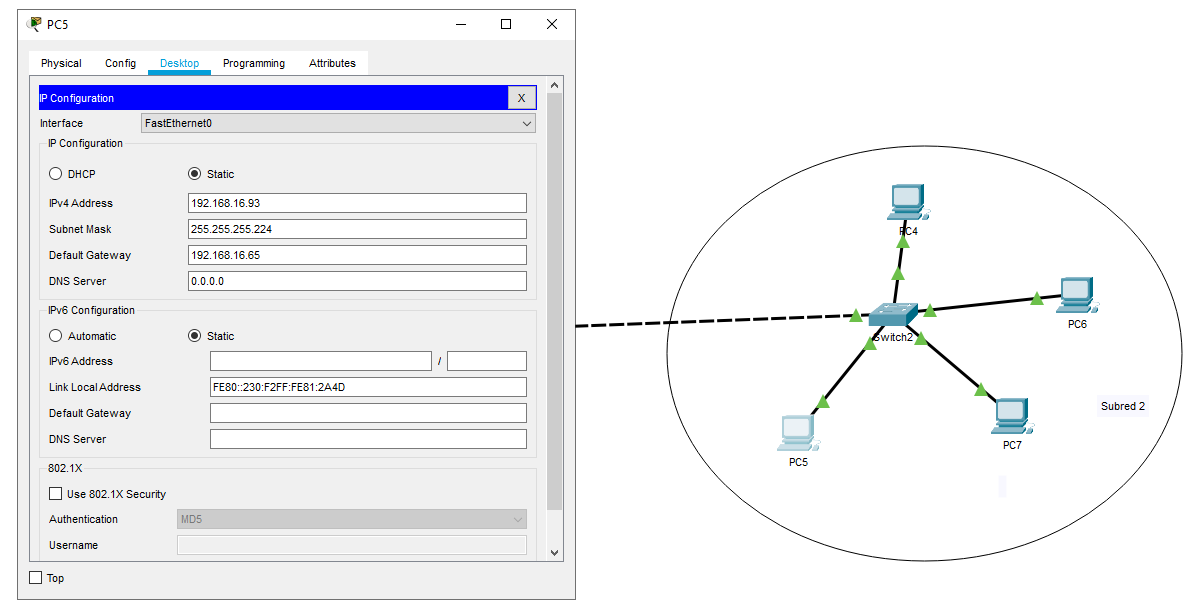 PC5
Physical Config Desktop Programming Attributes
IP Configuration X
Interface FastEthernet0
IP Configuration
DHCP Static
IPv4 Address 192.168.16.93
Subnet Mask 255.255.255.224
Default Gateway 192.168.16.65
DNS Server 0.0.0.0
IPv6 Configuration
Automatic Static
IPv6 Address /
Link Local Address FE80::230:F2FF:FE81:2A4D
Default Gateway
DNS Server
802.1X
Use 802.1X Security
Authentication MD5
Username
Top
PC4
PC6
Switch2
Subred 2
PC7
PC5